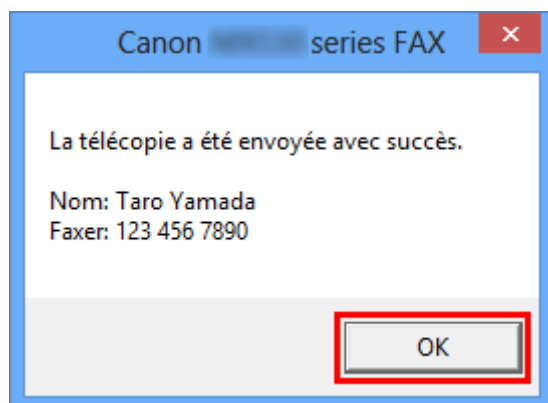 Canon series FAX
La télécopie a été envoyée avec succès.
Nom: Taro Yamada
Faxer: 123 456 7890
OK